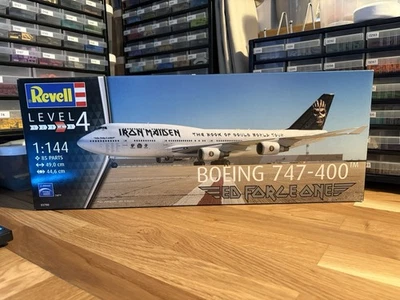 Revell
LEVEL 4
1:144
85 PARTS
49,0 cm
44,6 cm
IRON MAIDEN
THE BOOK OF SOULS WORLD TOUR
BOEING 747-400™
ED FORCE ONE